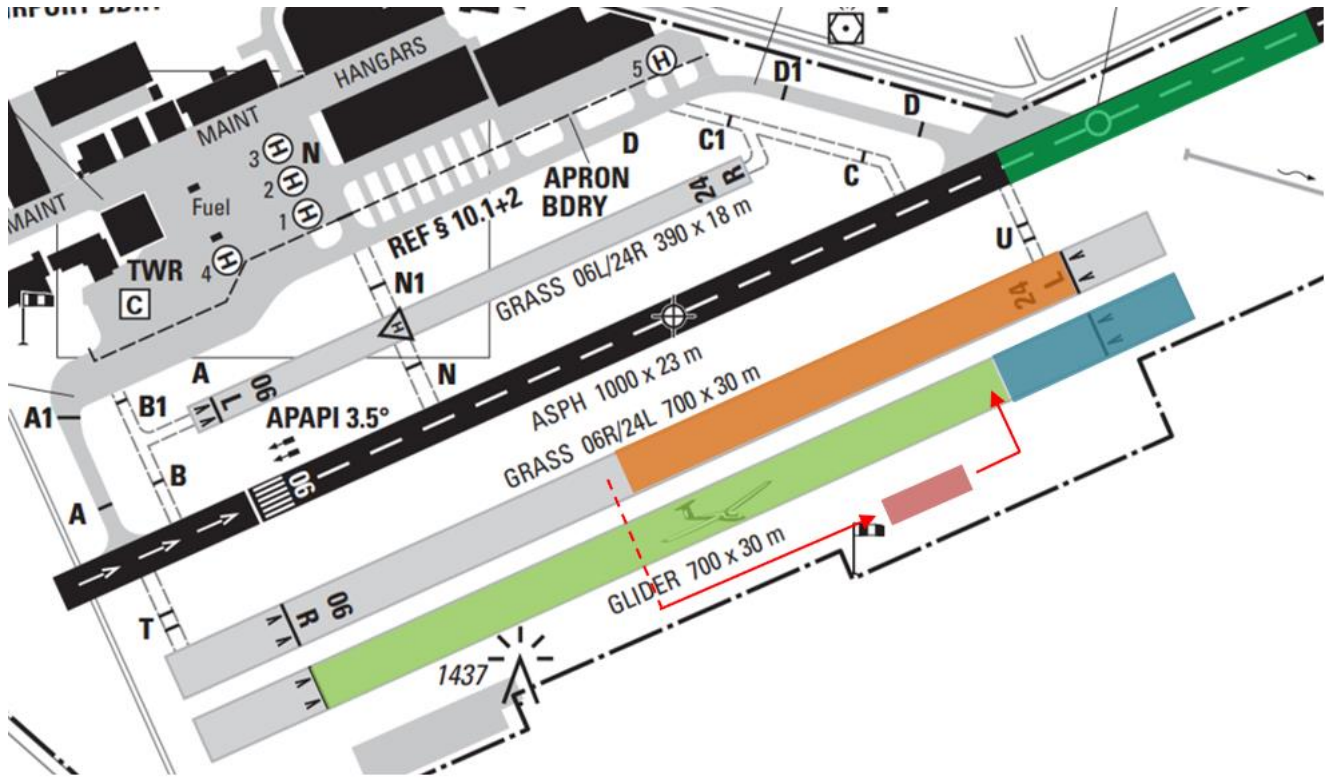 HANGARS
MAINT
MAINT
Fuel
3 H N
2 H
1 H
TWR
4 H
C
5 H
D1
D
D
C1
C
APRON
BDRY
REF § 10.1+2
N1
H
N
24
R
GRASS 06L/24R 390 x 18 m
06
L
A
A1
B1
B
A
APAPI 3.5°
06
ASPH 1000 x 23 m
GRASS 06R/24L 700 x 30 m
U
24
L
06
R
T
GLIDER 700 x 30 m
1437